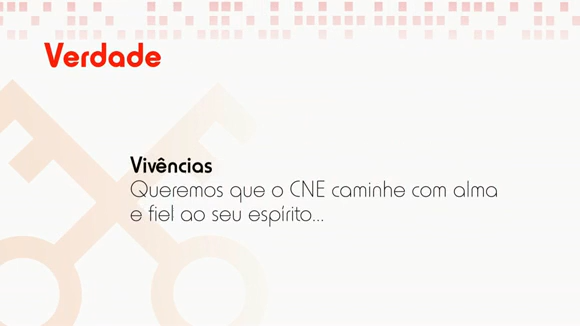 Verdade
Vivências
Queremos que o CNE caminhe com alma
e fiel ao seu espírito...